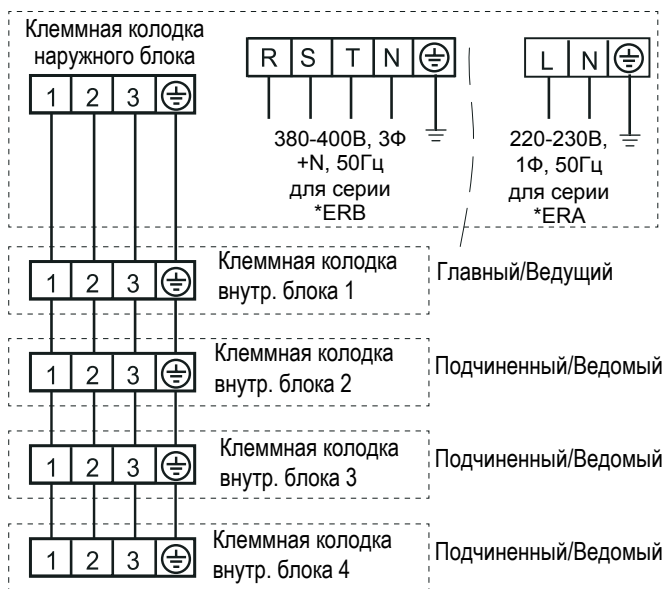 Клеммная колодка
наружного блока
1 2 3
R S T N
380-400В, 3Ф
+N, 50Гц
для серии
*ERB
L N
220-230В,
1Ф, 50Гц
для серии
*ERA
1 2 3
Клеммная колодка
внутр. блока 1
Главный/Ведущий
1 2 3
Клеммная колодка
внутр. блока 2
Подчиненный/Ведомый
1 2 3
Клеммная колодка
внутр. блока 3
Подчиненный/Ведомый
1 2 3
Клеммная колодка
внутр. блока 4
Подчиненный/Ведомый